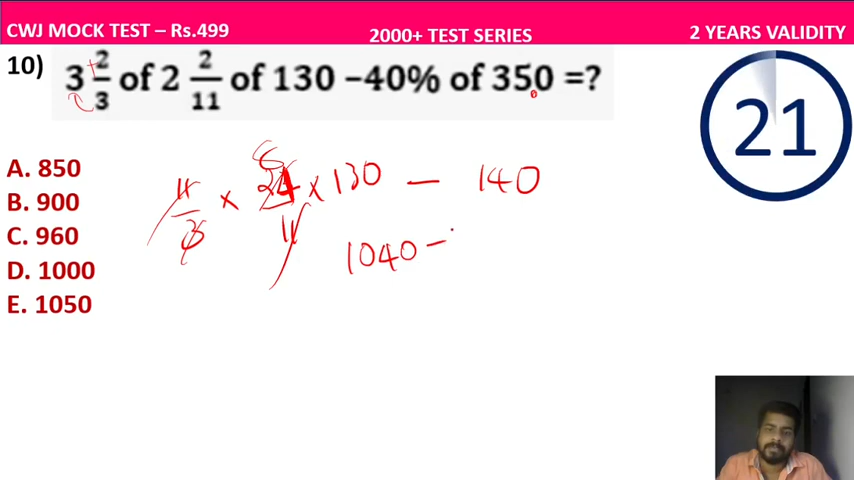 CWJ MOCK TEST – Rs.499 2000+ TEST SERIES 2 YEARS VALIDITY
10) 3 2/3 of 2 2/11 of 130 –40% of 350 =?
21
A. 850
B. 900
C. 960
D. 1000
E. 1050
11/3 × 24/11 × 130 – 140
8
1040 –